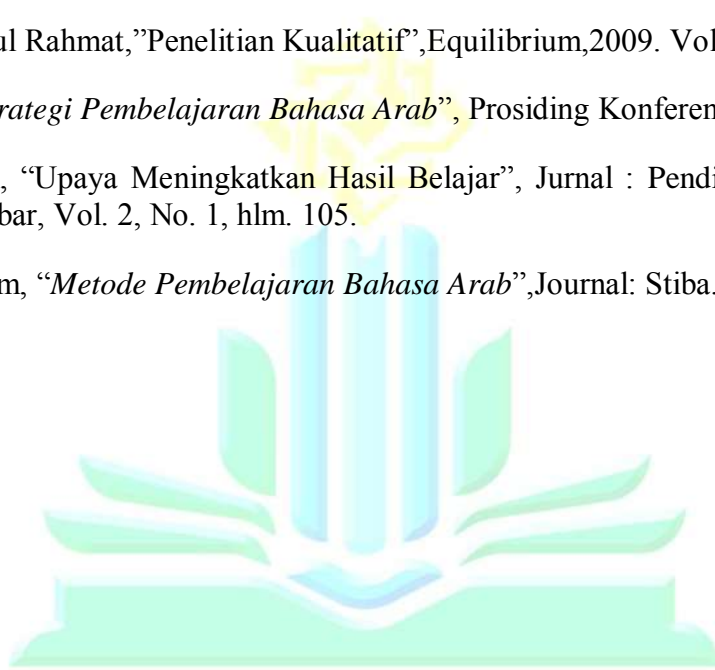 ul Rahmat,”Penelitian Kualitatif”,Equilibrium,2009. Vol
rategi Pembelajaran Bahasa Arab”, Prosiding Konferen
, “Upaya Meningkatkan Hasil Belajar”, Jurnal : Pendi
bar, Vol. 2, No. 1, hlm. 105.
m, “Metode Pembelajaran Bahasa Arab”,Journal: Stiba.